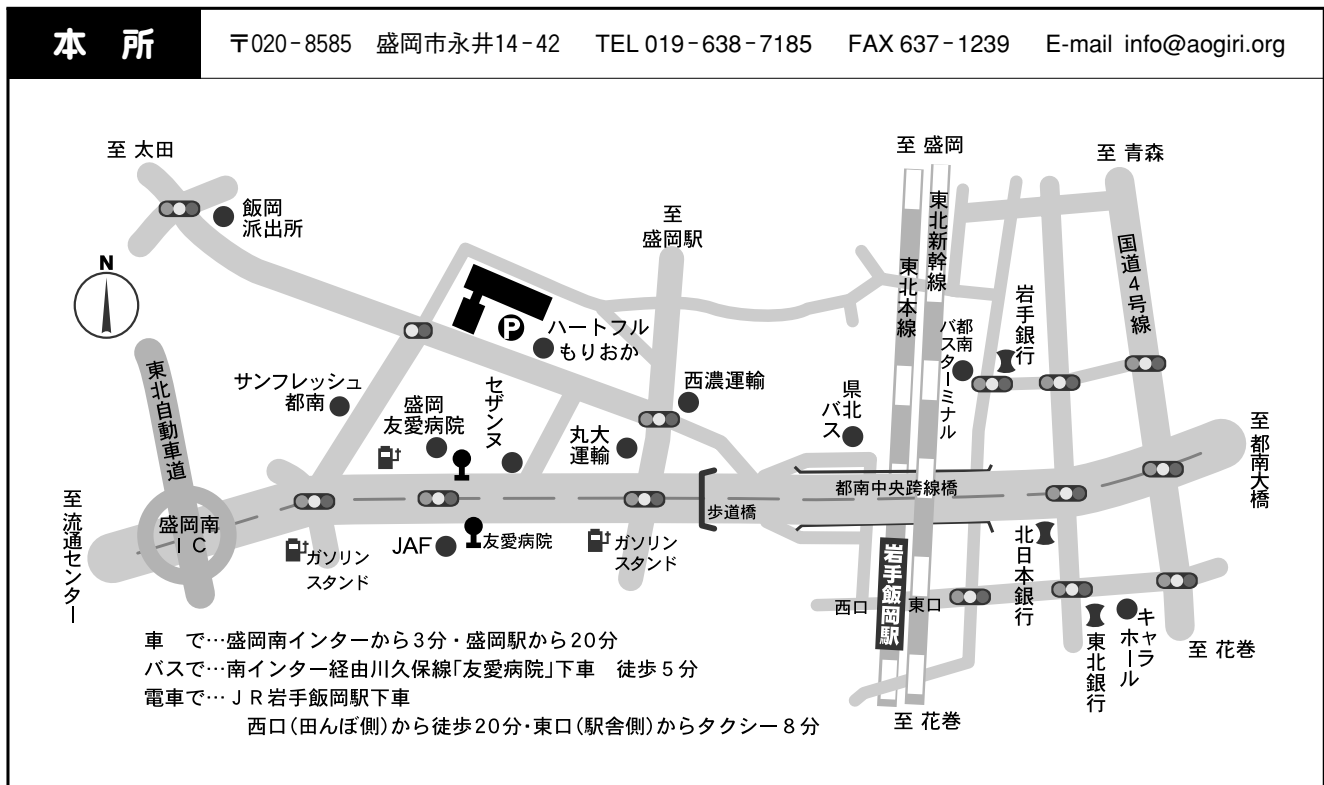 本 所 〒020-8585 盛岡市永井14-42 TEL 019-638-7185 FAX 637-1239 E-mail info@aogiri.org
至 太田
至 盛岡
至 青森
飯岡
派出所
至
盛岡駅
N
東北新幹線
東北本線
国道4号線
P
ハートフル
もりおか
岩手銀行
都南
バスターミナル
東北自動車道
サンフレッシュ
都南
盛岡
友愛病院
セザンヌ
西濃運輸
丸大
運輸
県北
バス
至都南大橋
至流通センター
盛岡南
IC
都南中央跨線橋
歩道橋
ガソリン
スタンド
JAF
友愛病院
ガソリン
スタンド
岩手飯岡駅
西口
東口
北日本銀行
東北銀行
キャラ
ホール
至 花巻
至 花巻
車 で…盛岡南インターから3分・盛岡駅から20分
バスで…南インター経由川久保線「友愛病院」下車 徒歩5分
電車で…JR岩手飯岡駅下車
西口(田んぼ側)から徒歩20分・東口(駅舎側)からタクシー8分